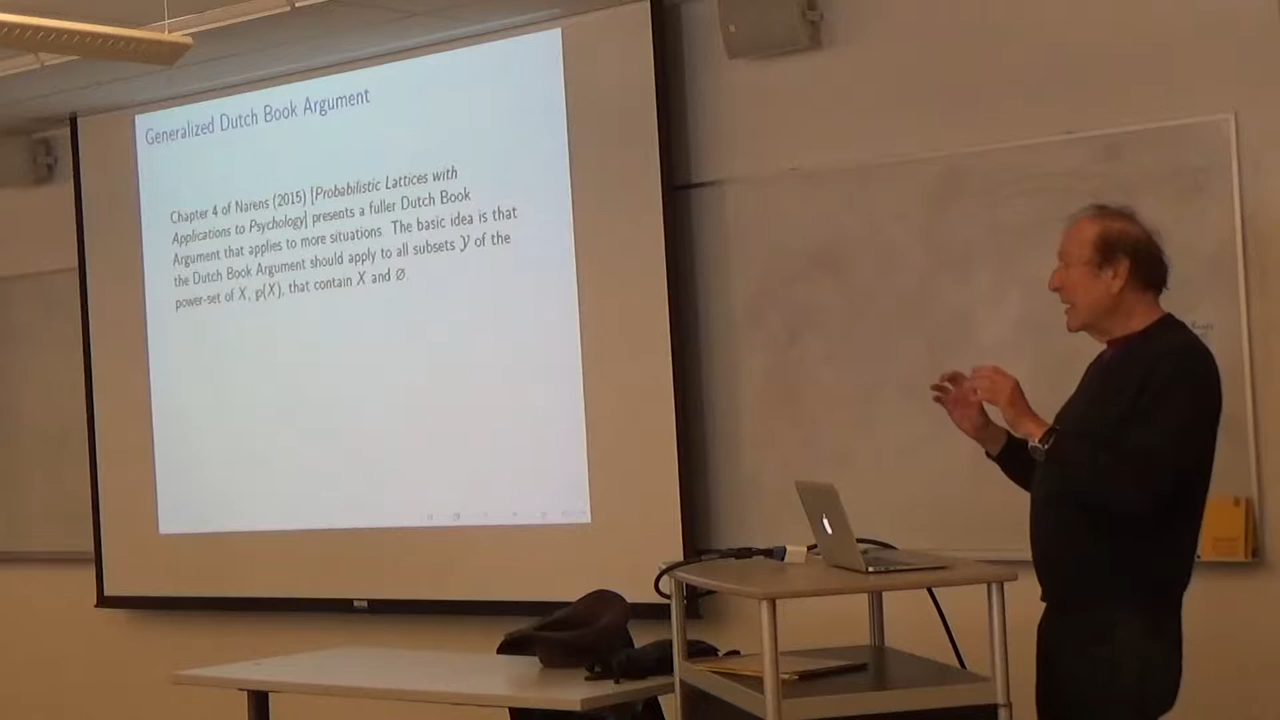 Generalized Dutch Book Argument
Chapter 4 of Narens (2015) [Probabilistic Lattices with
Applications to Psychology] presents a fuller Dutch Book
Argument that applies to more situations. The basic idea is that
the Dutch Book Argument should apply to all subsets 𝒴 of the
power-set of X, p(X), that contain X and ∅.